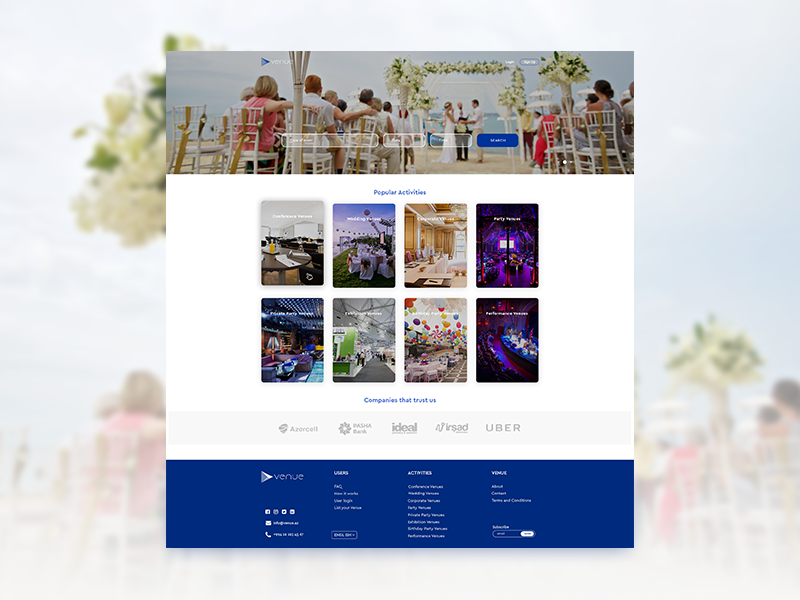 venue
Login
Sign Up
SEARCH
Popular Activities
Conference Venues
Wedding Venues
Corporate Venues
Party Venues
Private Party Venues
Exhibition Venues
Birthday Party Venues
Performance Venues
Companies that trust us
Azercell
PASHA
Bank
ideal
irşad
UBER
venue
USERS
FAQ
How it works
User login
List your Venue
ENGLISH
ACTIVITIES
Conference Venues
Wedding Venues
Corporate Venues
Party Venues
Private Party Venues
Exhibition Venues
Birthday Party Venues
Performance Venues
VENUE
About
Contact
Terms and Conditions
Subscribe
email
info@venue.az